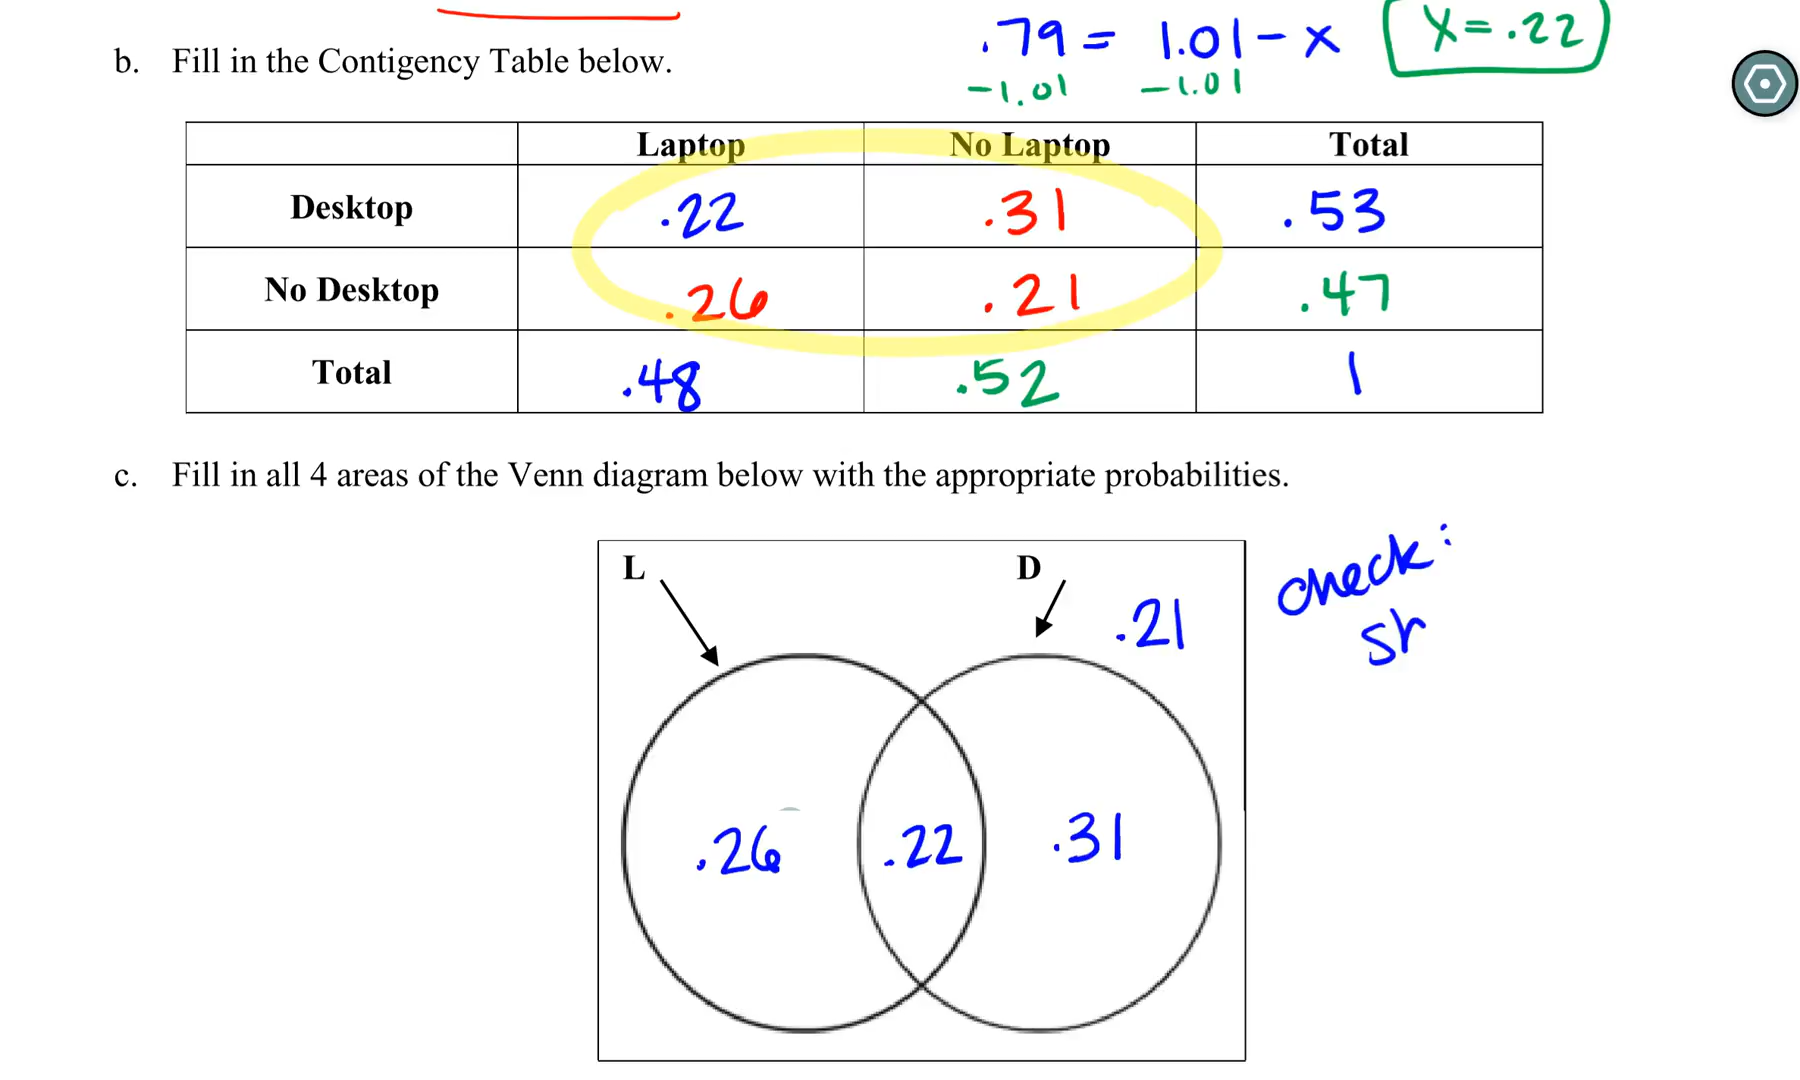 .79 = 1.01 - x   x = .22
-1.01   -1.01
b. Fill in the Contigency Table below.
Laptop   No Laptop   Total
Desktop   .22   .31   .53
No Desktop   .26   .21   .47
Total   .48   .52   1
c. Fill in all 4 areas of the Venn diagram below with the appropriate probabilities.
L   D
check:
.21
sh
.26   .22   .31